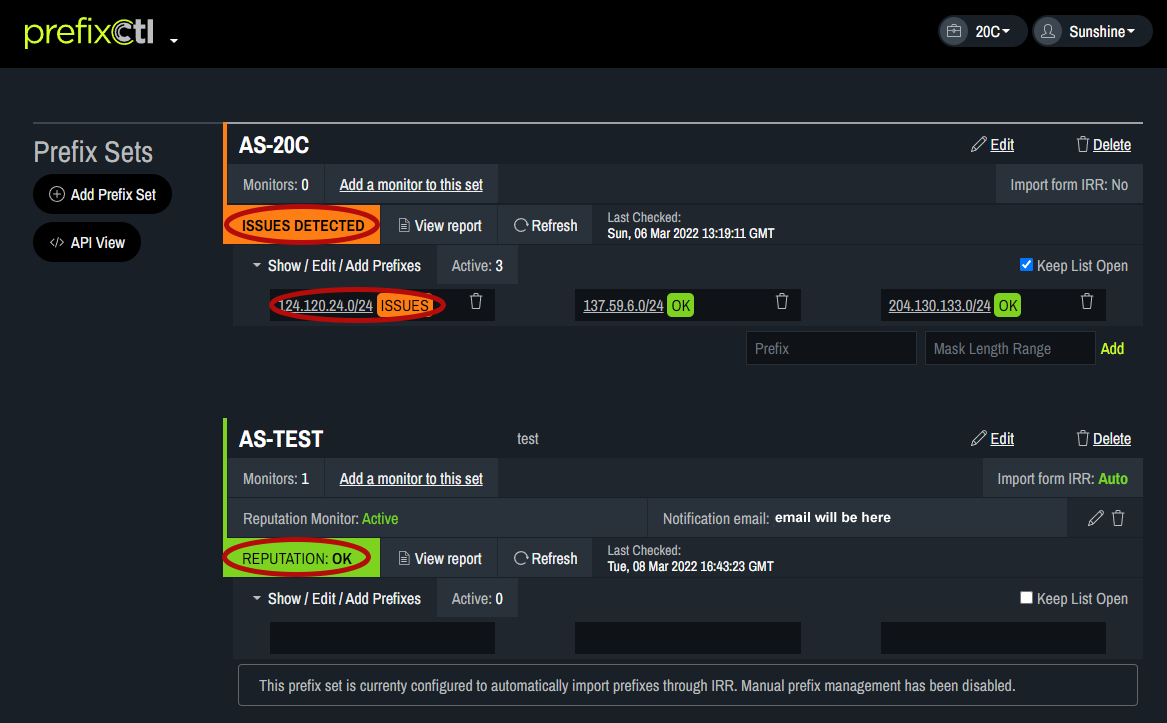 prefixctl
20C
Sunshine
Prefix Sets
Add Prefix Set
API View
AS-20C
Edit
Delete
Monitors: 0
Add a monitor to this set
Import form IRR: No
ISSUES DETECTED
View report
Refresh
Last Checked:
Sun, 06 Mar 2022 13:19:11 GMT
Show / Edit / Add Prefixes
Active: 3
Keep List Open
124.120.24.0/24 ISSUES
137.59.6.0/24 OK
204.130.133.0/24 OK
Prefix
Mask Length Range
Add
AS-TEST
test
Edit
Delete
Monitors: 1
Add a monitor to this set
Import form IRR: Auto
Reputation Monitor: Active
Notification email: email will be here
REPUTATION: OK
View report
Refresh
Last Checked:
Tue, 08 Mar 2022 16:43:23 GMT
Show / Edit / Add Prefixes
Active: 0
Keep List Open
This prefix set is currenty configured to automatically import prefixes through IRR. Manual prefix management has been disabled.